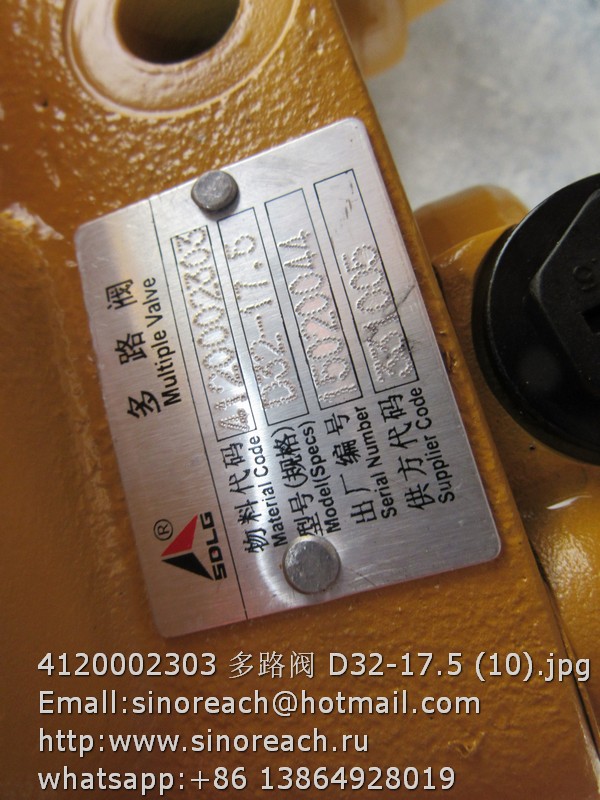 SDLG ®
多路阀
Multiple Valve
物料代码 4120002303
Material Code
型号(规格) D32-17.5
Model(Specs)
出厂编号 1502004A
Serial Number
供方代码
Supplier Code
4120002303 多路阀 D32-17.5 (10).jpg
Emall:sinoreach@hotmail.com
http:www.sinoreach.ru
whatsapp:+86 13864928019